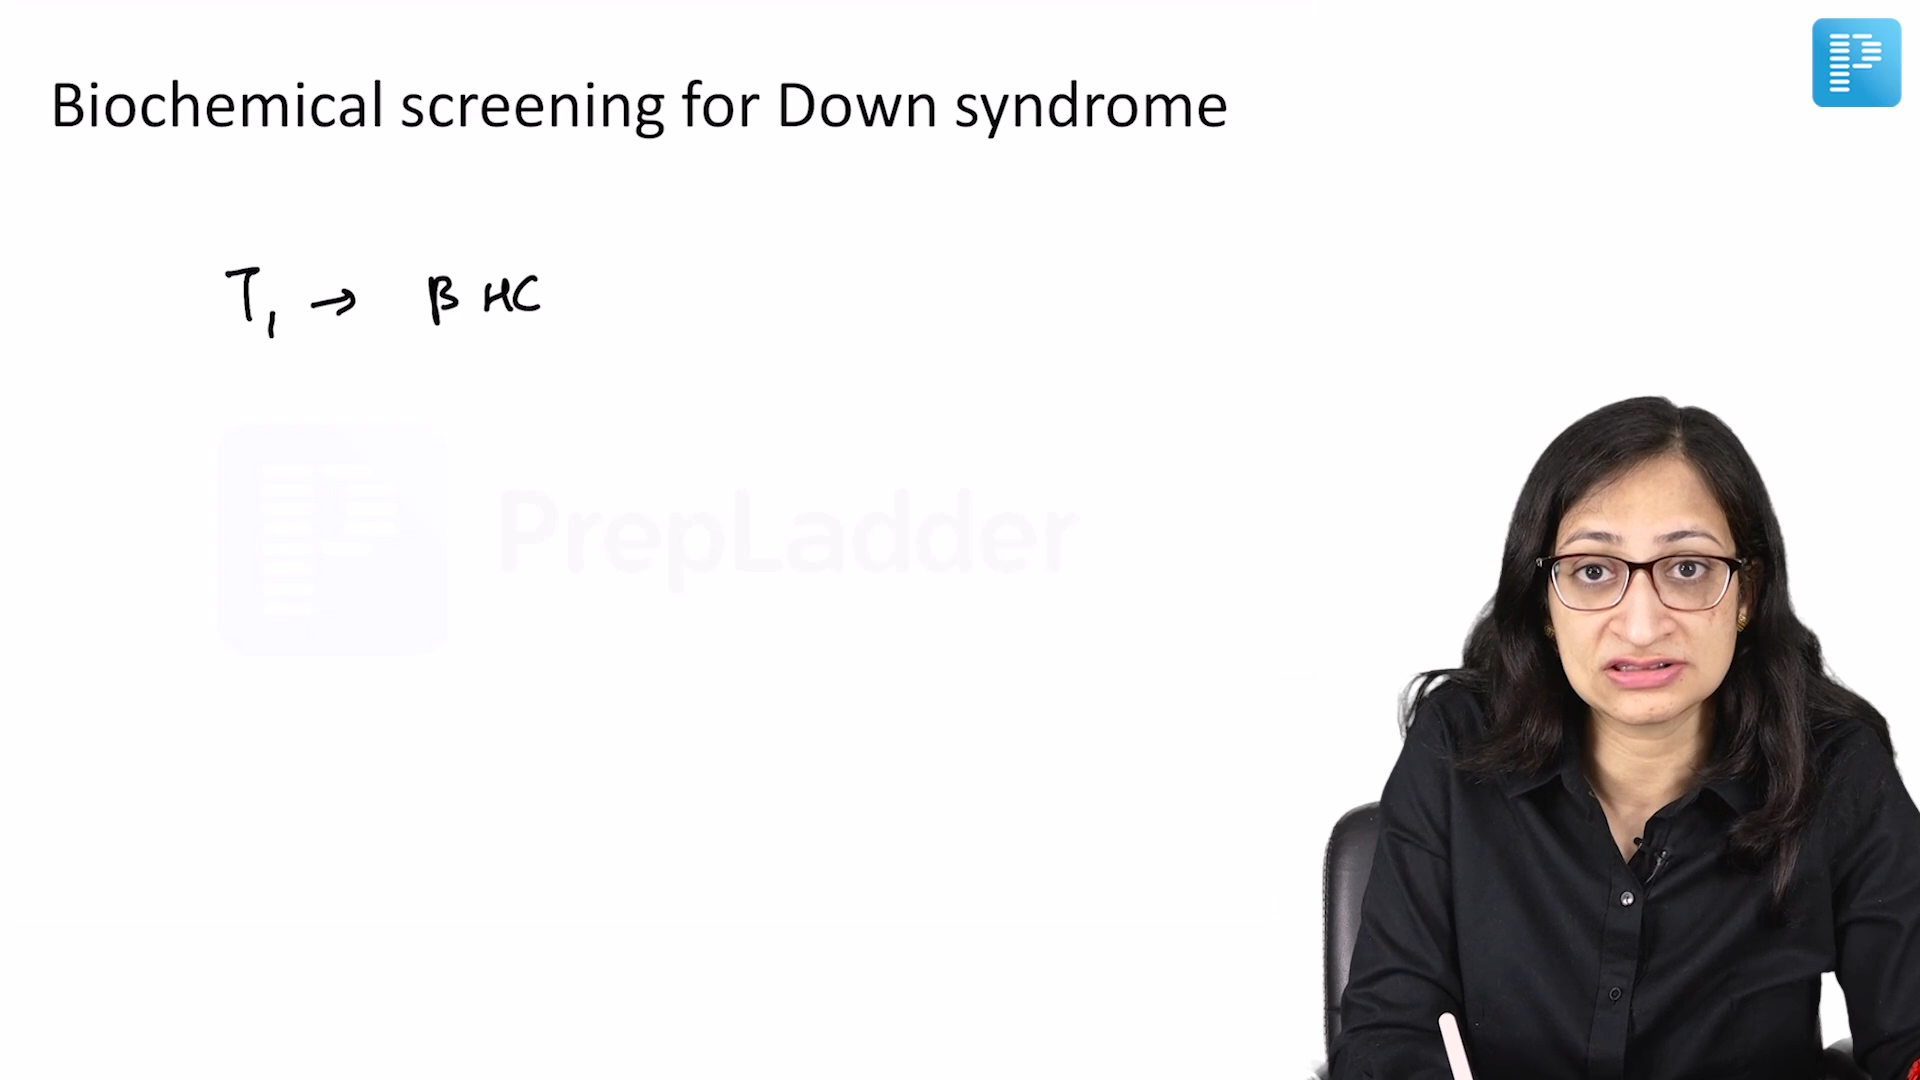 Biochemical screening for Down syndrome
T₁ → β HC
PrepLadder